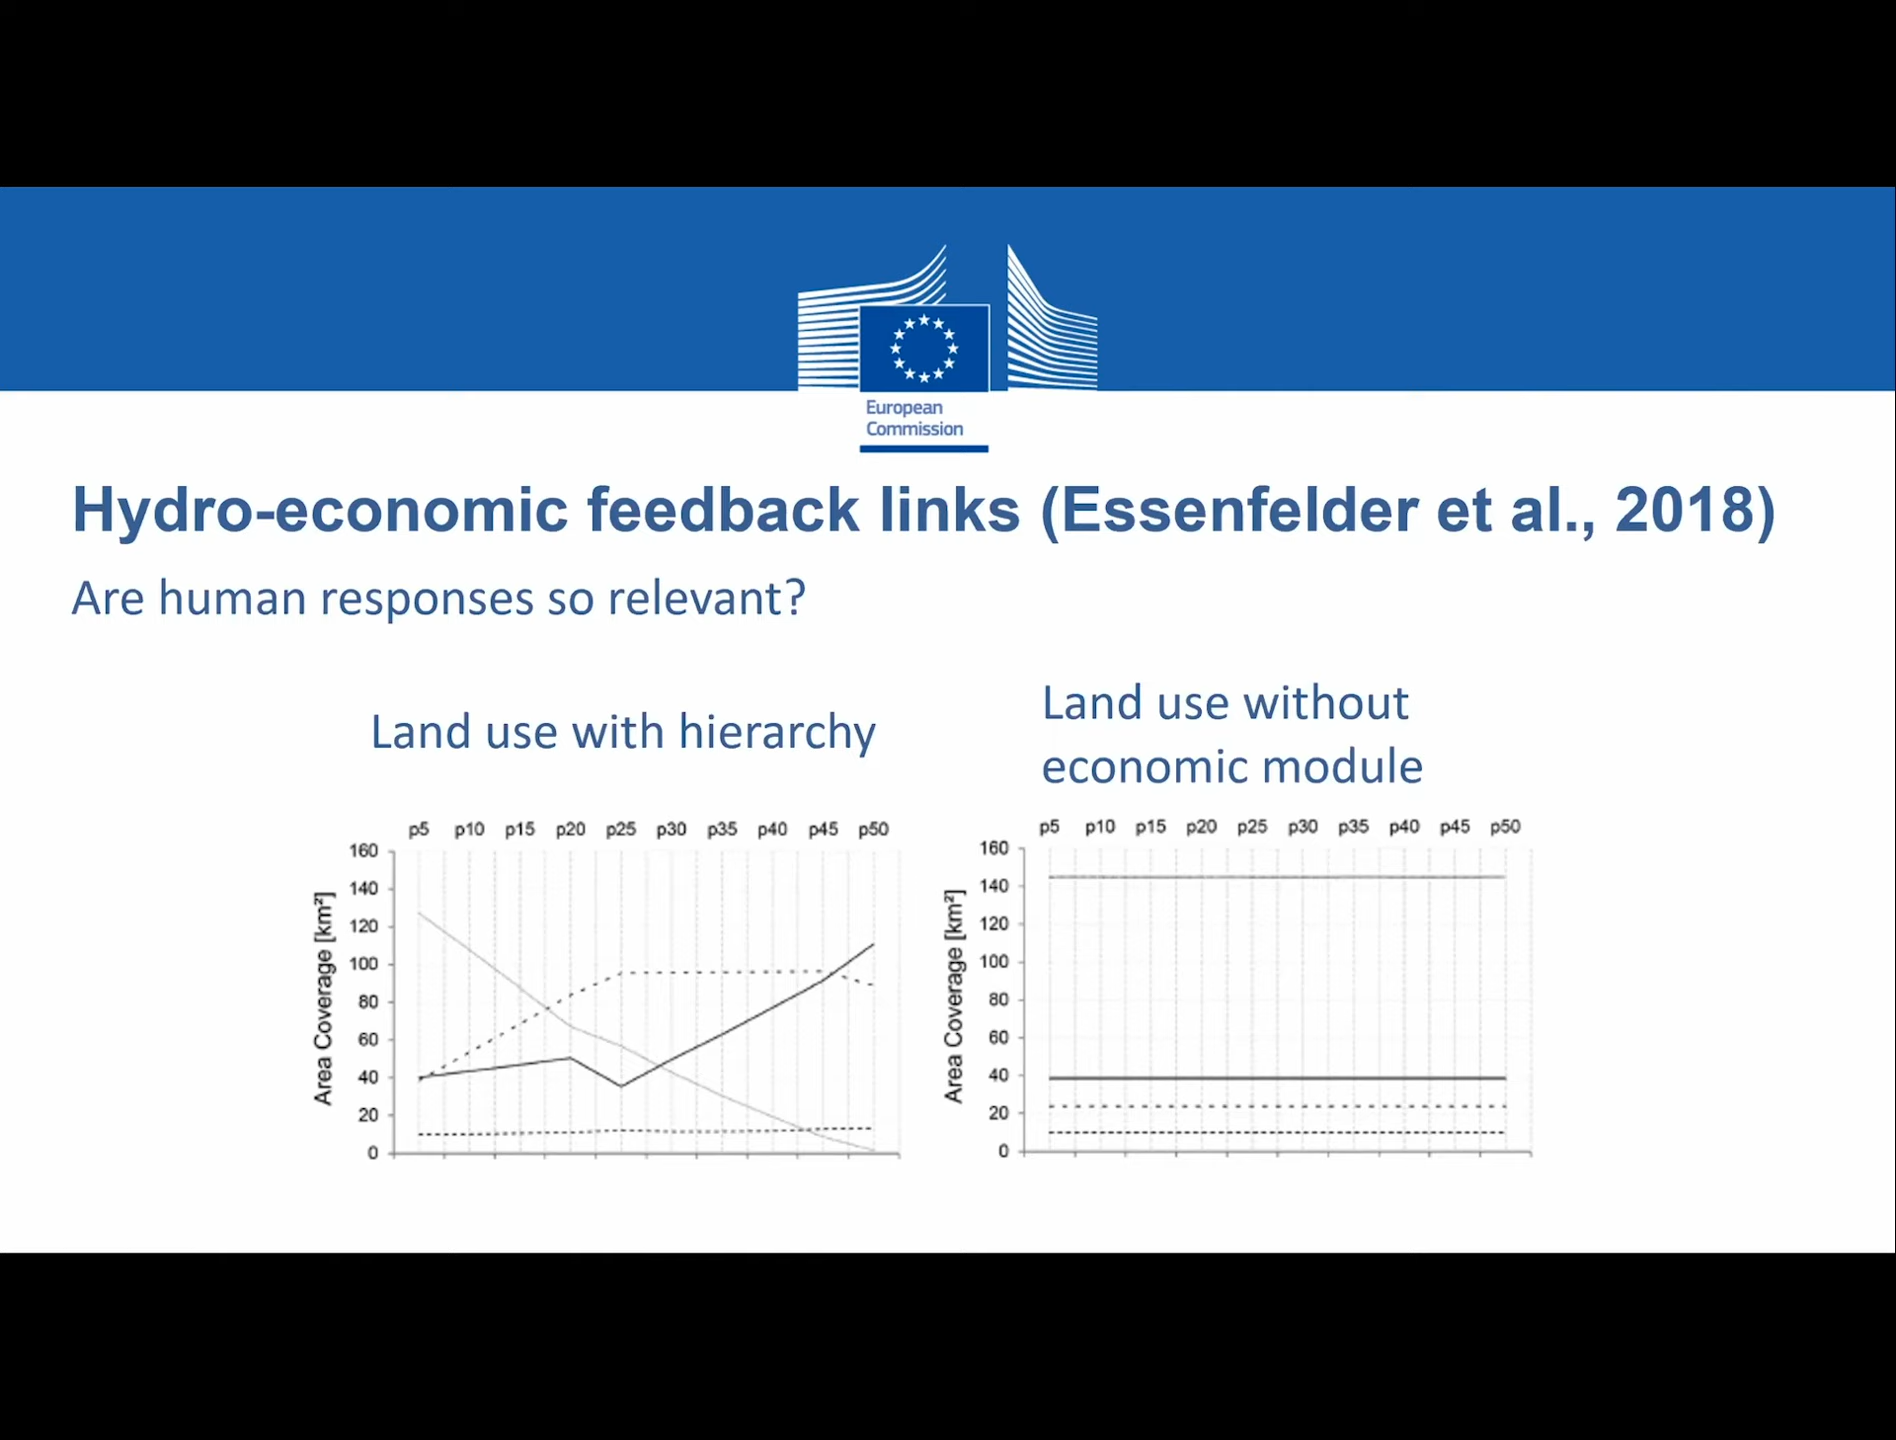 European
Commission
Hydro-economic feedback links (Essenfelder et al., 2018)
Are human responses so relevant?
Land use with hierarchy
p5 p10 p15 p20 p25 p30 p35 p40 p45 p50
160
140
120
100
80
60
40
20
0
Area Coverage [km²]
Land use without
economic module
p5 p10 p15 p20 p25 p30 p35 p40 p45 p50
160
140
120
100
80
60
40
20
0
Area Coverage [km²]